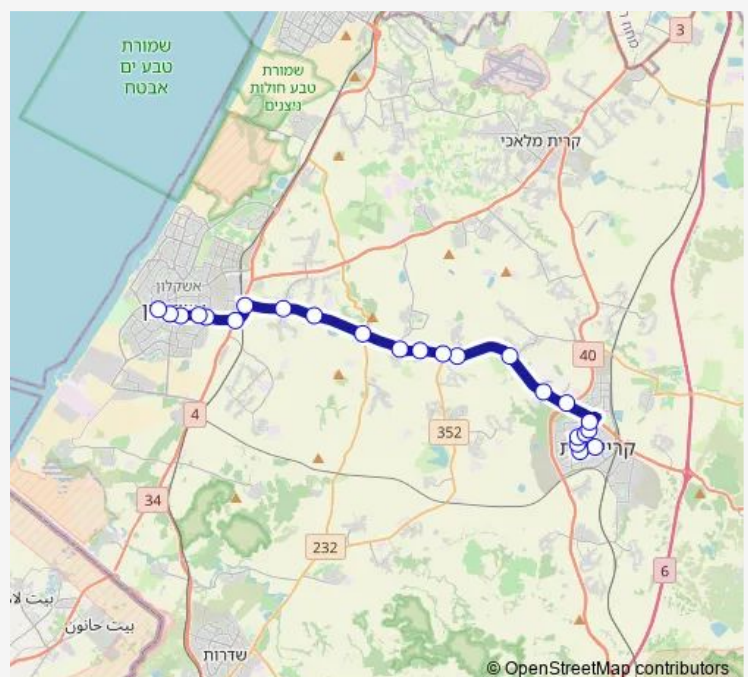 שמורת
טבע ים
אבטח
שמורת
טבע חולות
ניצנים
3
קרית מלאכי
אשקלון
40
4
352
34
232
6
בית חאנון
שדרות
© OpenStreetMap contributors